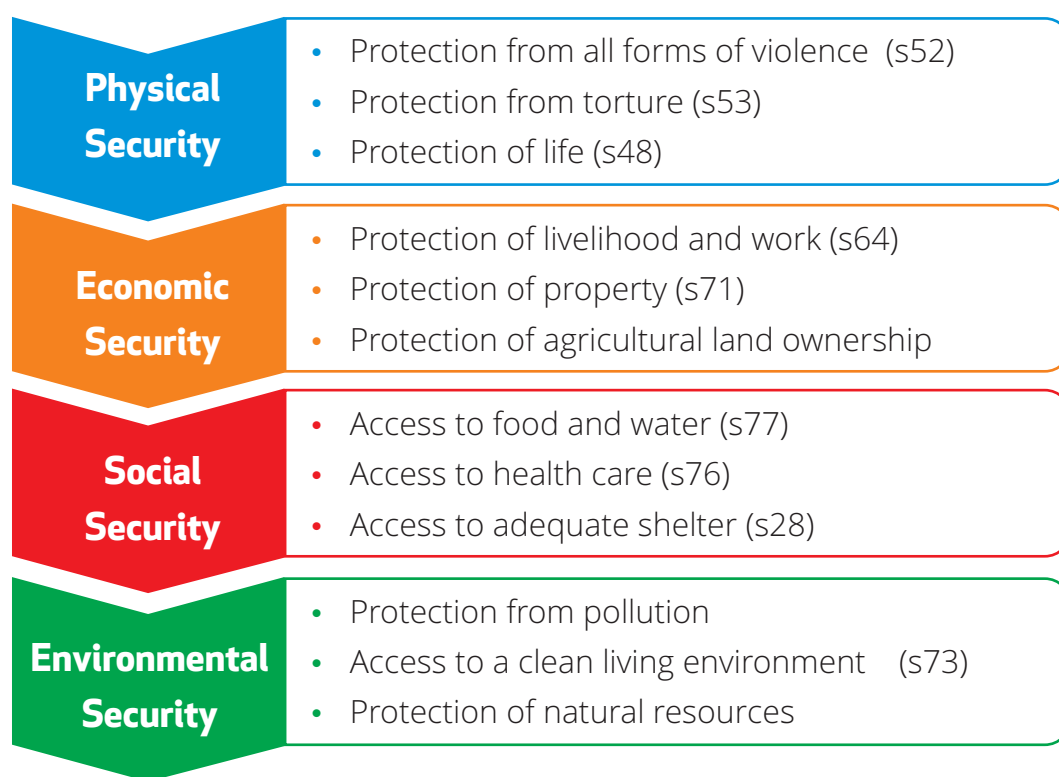 Physical
Security
• Protection from all forms of violence (s52)
• Protection from torture (s53)
• Protection of life (s48)
Economic
Security
• Protection of livelihood and work (s64)
• Protection of property (s71)
• Protection of agricultural land ownership
Social
Security
• Access to food and water (s77)
• Access to health care (s76)
• Access to adequate shelter (s28)
Environmental
Security
• Protection from pollution
• Access to a clean living environment (s73)
• Protection of natural resources